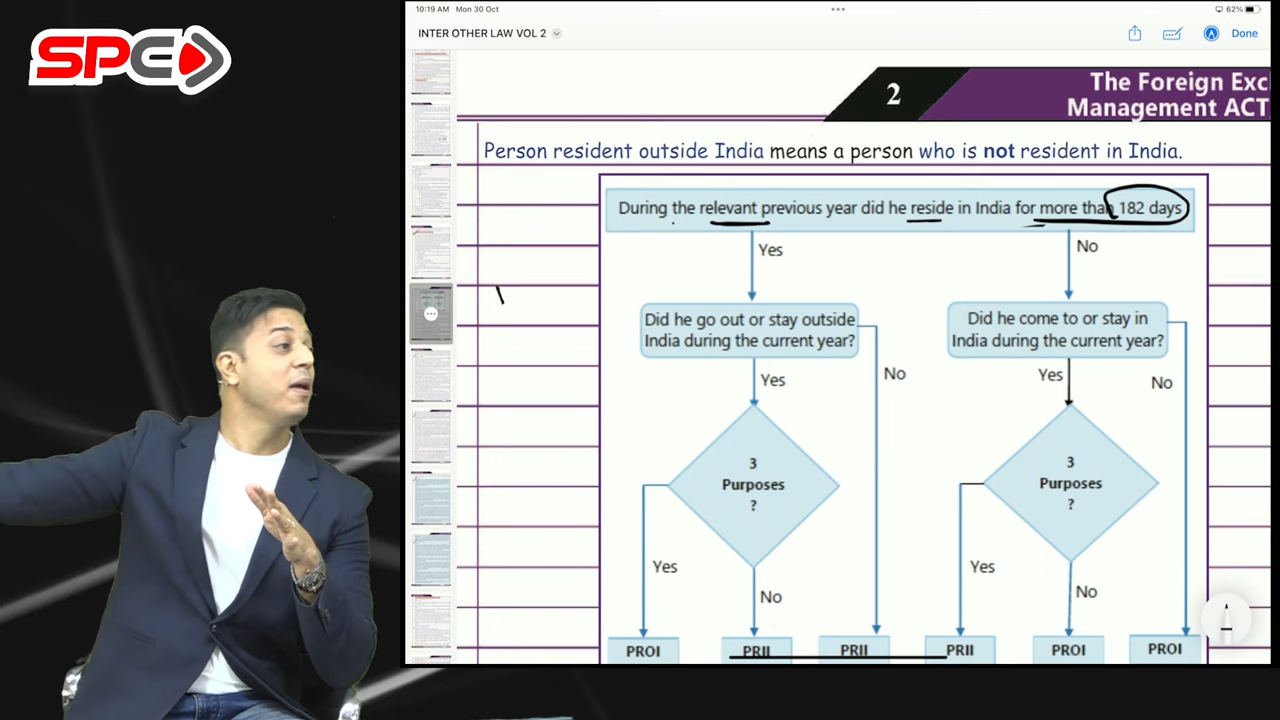 SPED
10:19 AM Mon 30 Oct
62%
INTER OTHER LAW VOL 2
Done
2
The Foreign Exc
Management ACT
Person resident outside India means a person who is not resident in India.
During the relevant previous year did he reside in India for more than 182 days
Yes
No
Did he go out or stay outside
India during the current year?
Did he come to or stay in
India during the current year?
Yes
No
Yes
No
3
Purposes
?
3
Purposes
?
Yes
No
Yes
No
PROI
PRII
PRII
PRII
PROI
PROI